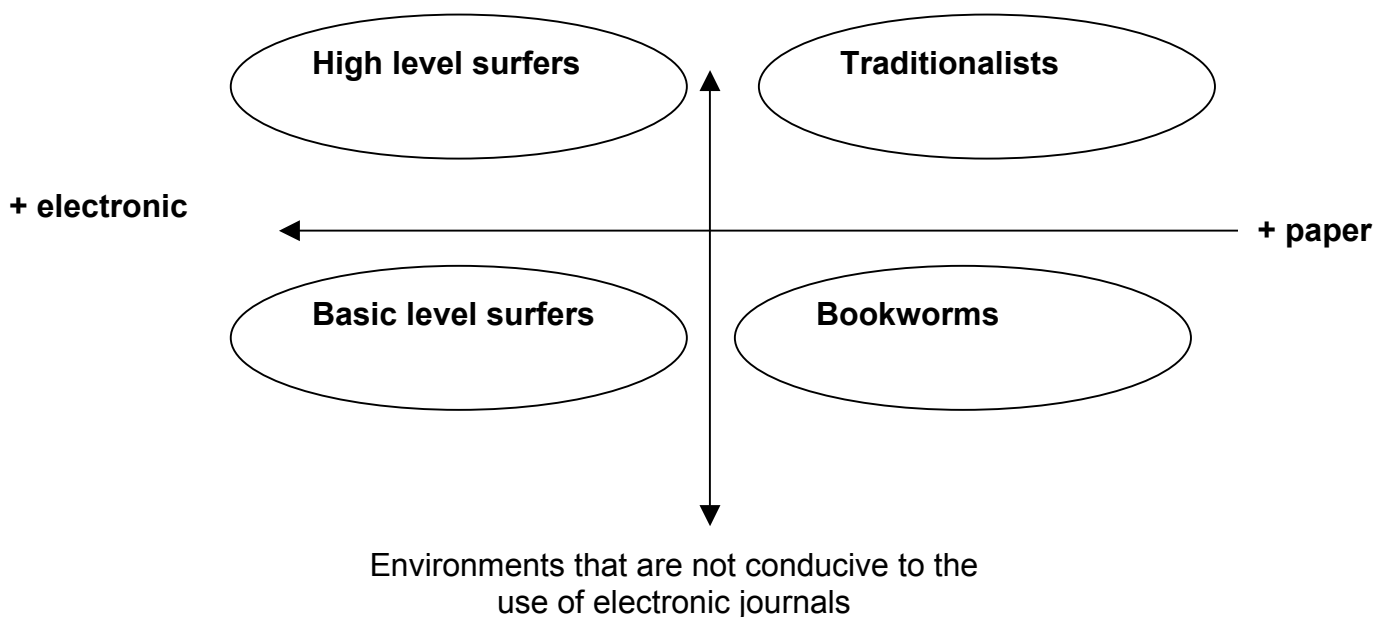 High level surfers
Traditionalists
+ electronic
+ paper
Basic level surfers
Bookworms
Environments that are not conducive to the
use of electronic journals